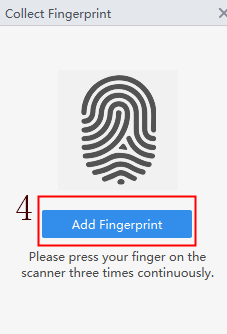 Collect Fingerprint
4
Add Fingerprint
Please press your finger on the
scanner three times continuously.